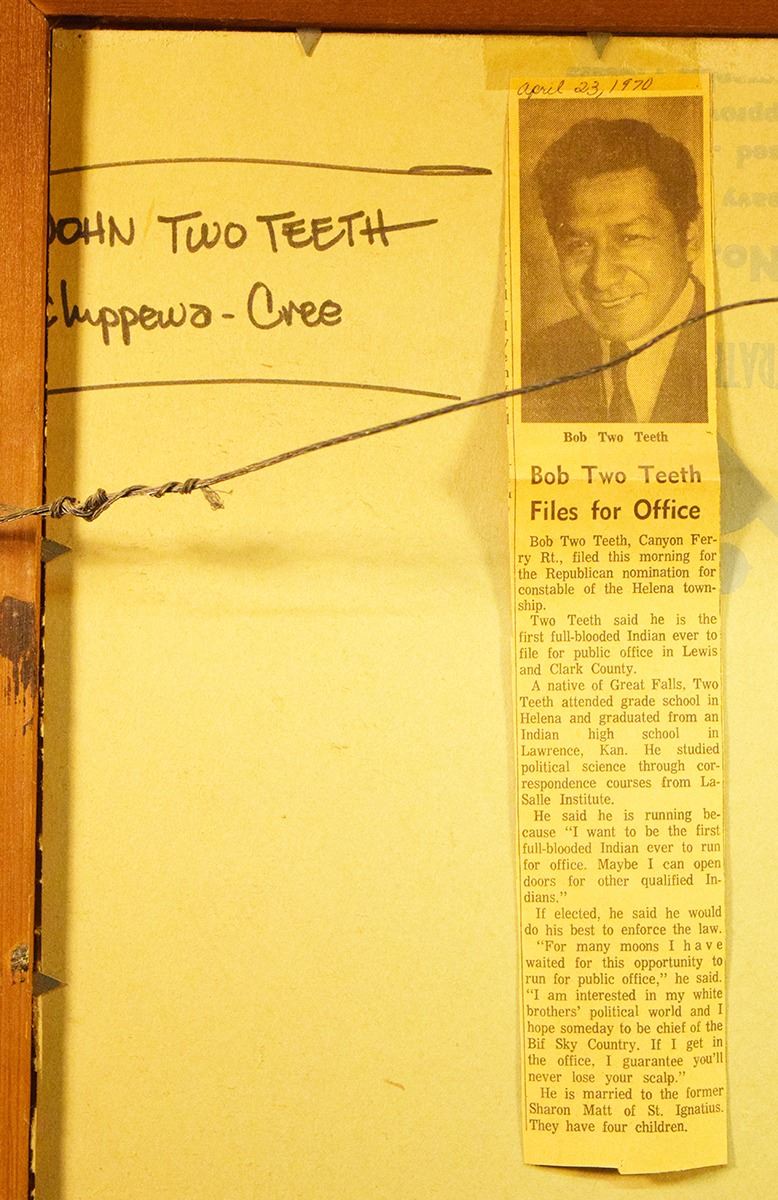 April 23, 1970
JOHN TWO TEETH
Chippewa - Cree
Bob Two Teeth
Bob Two Teeth
Files for Office
Bob Two Teeth, Canyon Fer-
ry Rt., filed this morning for
the Republican nomination for
constable of the Helena town-
ship.
Two Teeth said he is the
first full-blooded Indian ever to
file for public office in Lewis
and Clark County.
A native of Great Falls, Two
Teeth attended grade school in
Helena and graduated from an
Indian high school in
Lawrence, Kan. He studied
political science through cor-
respondence courses from La-
Salle Institute.
He said he is running be-
cause “I want to be the first
full-blooded Indian ever to run
for office. Maybe I can open
doors for other qualified In-
dians.”
If elected, he said he would
do his best to enforce the law.
“For many moons I have
waited for this opportunity to
run for public office,” he said.
“I am interested in my white
brothers’ political world and I
hope someday to be chief of the
Bif Sky Country. If I get in
the office, I guarantee you’ll
never lose your scalp.”
He is married to the former
Sharon Matt of St. Ignatius.
They have four children.